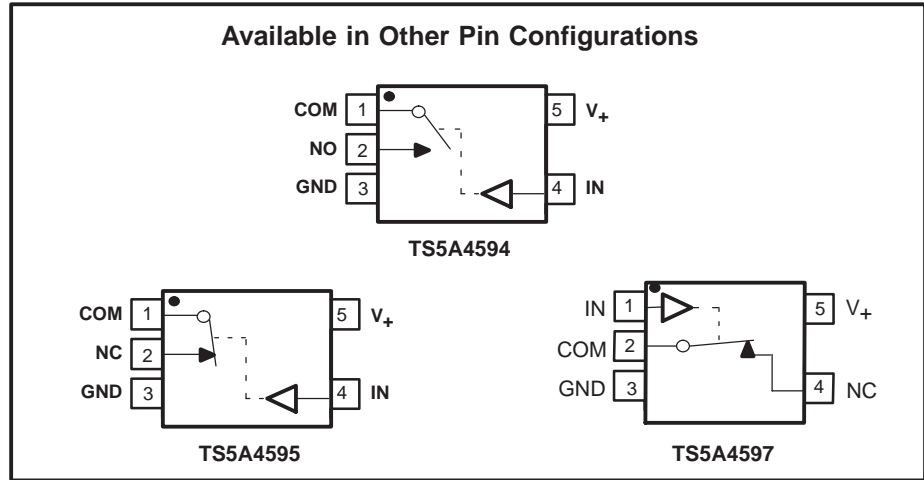 Available in Other Pin Configurations
COM 1 5 V+
NO 2
GND 3 4 IN
TS5A4594
COM 1 5 V+
NC 2
GND 3 4 IN
TS5A4595
IN 1 5 V+
COM 2
GND 3 4 NC
TS5A4597